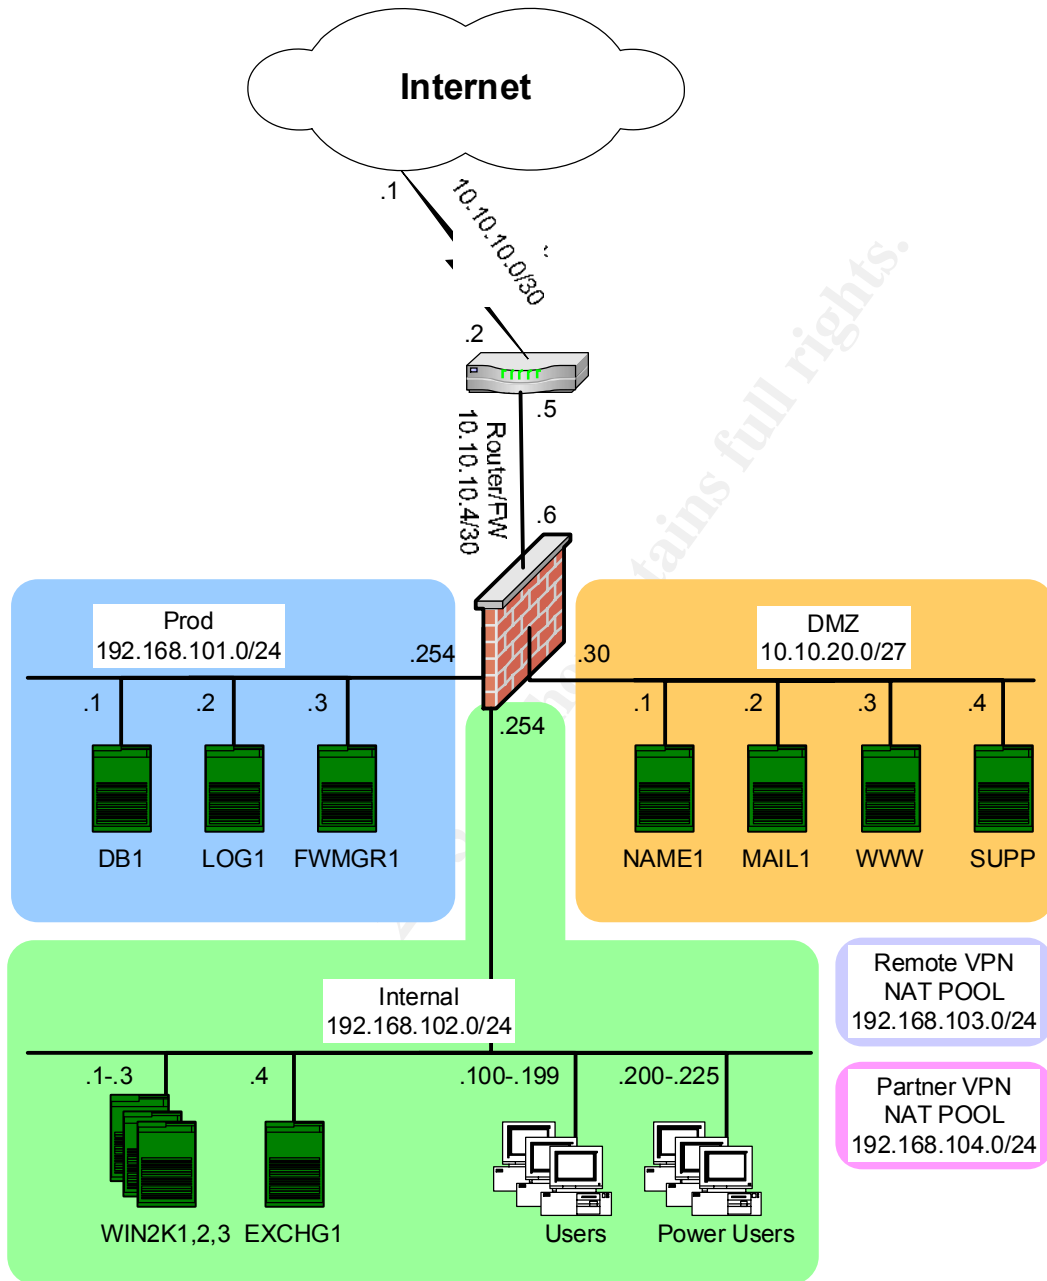 Internet
.1
10.10.10.0/30
.2
.5
Router/FW
10.10.10.4/30
.6
Prod
192.168.101.0/24
.254
.1
.2
.3
DB1
LOG1
FWMGR1
DMZ
10.10.20.0/27
.30
.1
.2
.3
.4
NAME1
MAIL1
WWW
SUPP
.254
Internal
192.168.102.0/24
.1-.3
.4
.100-.199
.200-.225
WIN2K1,2,3
EXCHG1
Users
Power Users
Remote VPN
NAT POOL
192.168.103.0/24
Partner VPN
NAT POOL
192.168.104.0/24
tains full rights.